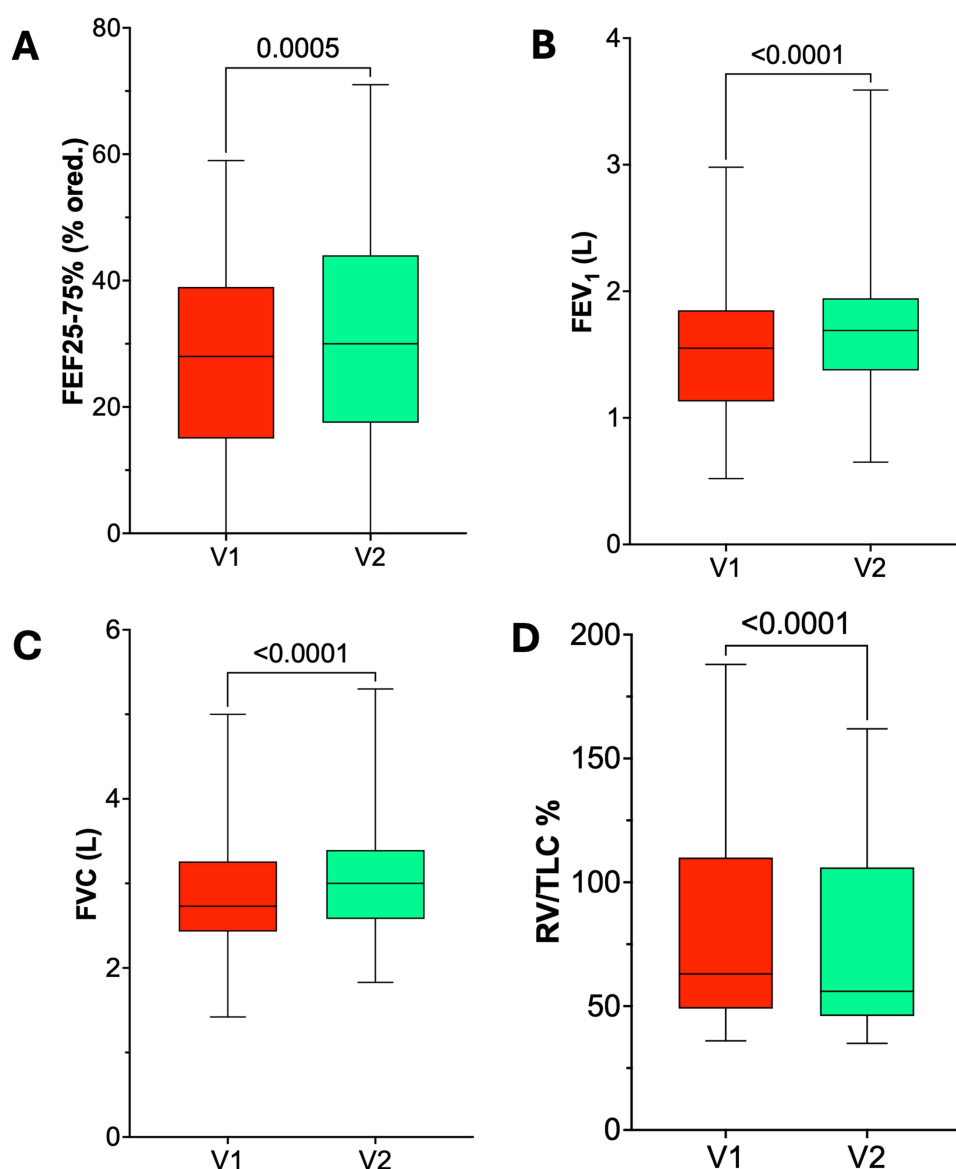 A
FEF25-75% (% ored.)
80
60
40
20
0
0.0005
V1
V2
B
FEV₁ (L)
4
3
2
1
0
<0.0001
V1
V2
C
FVC (L)
6
4
2
0
<0.0001
V1
V2
D
RV/TLC %
200
150
100
50
0
<0.0001
V1
V2